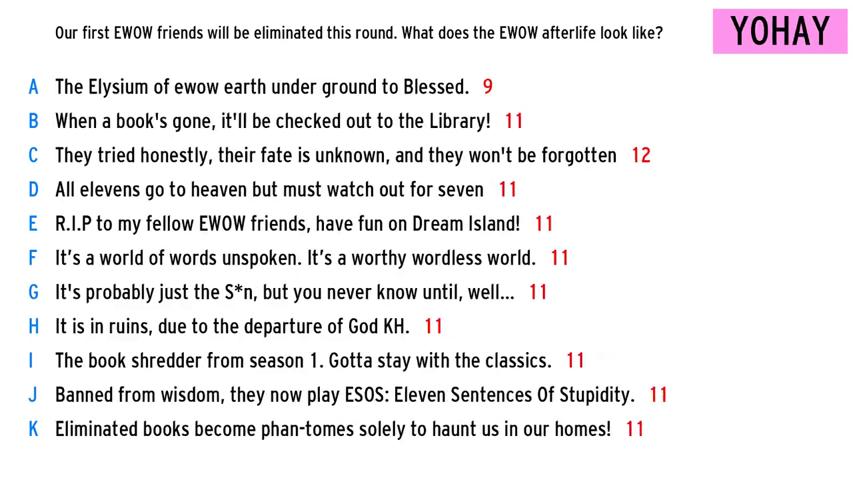 Our first EWOW friends will be eliminated this round. What does the EWOW afterlife look like?
YOHAY
A The Elysium of ewow earth under ground to Blessed. 9
B When a book's gone, it'll be checked out to the Library! 11
C They tried honestly, their fate is unknown, and they won't be forgotten 12
D All elevens go to heaven but must watch out for seven 11
E R.I.P to my fellow EWOW friends, have fun on Dream Island! 11
F It’s a world of words unspoken. It’s a worthy wordless world. 11
G It's probably just the S*n, but you never know until, well... 11
H It is in ruins, due to the departure of God KH. 11
I The book shredder from season 1. Gotta stay with the classics. 11
J Banned from wisdom, they now play ESOS: Eleven Sentences Of Stupidity. 11
K Eliminated books become phan-tomes solely to haunt us in our homes! 11